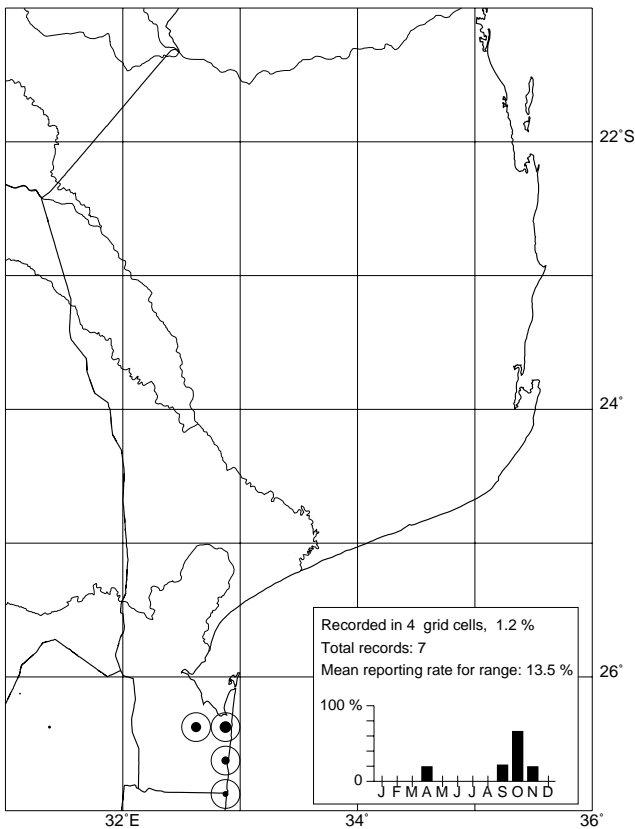 22°S
24°
Recorded in 4 grid cells, 1.2 %
Total records: 7
Mean reporting rate for range: 13.5 %
26°
100 %
0
J F M A M J J A S O N D
32°E 34° 36°